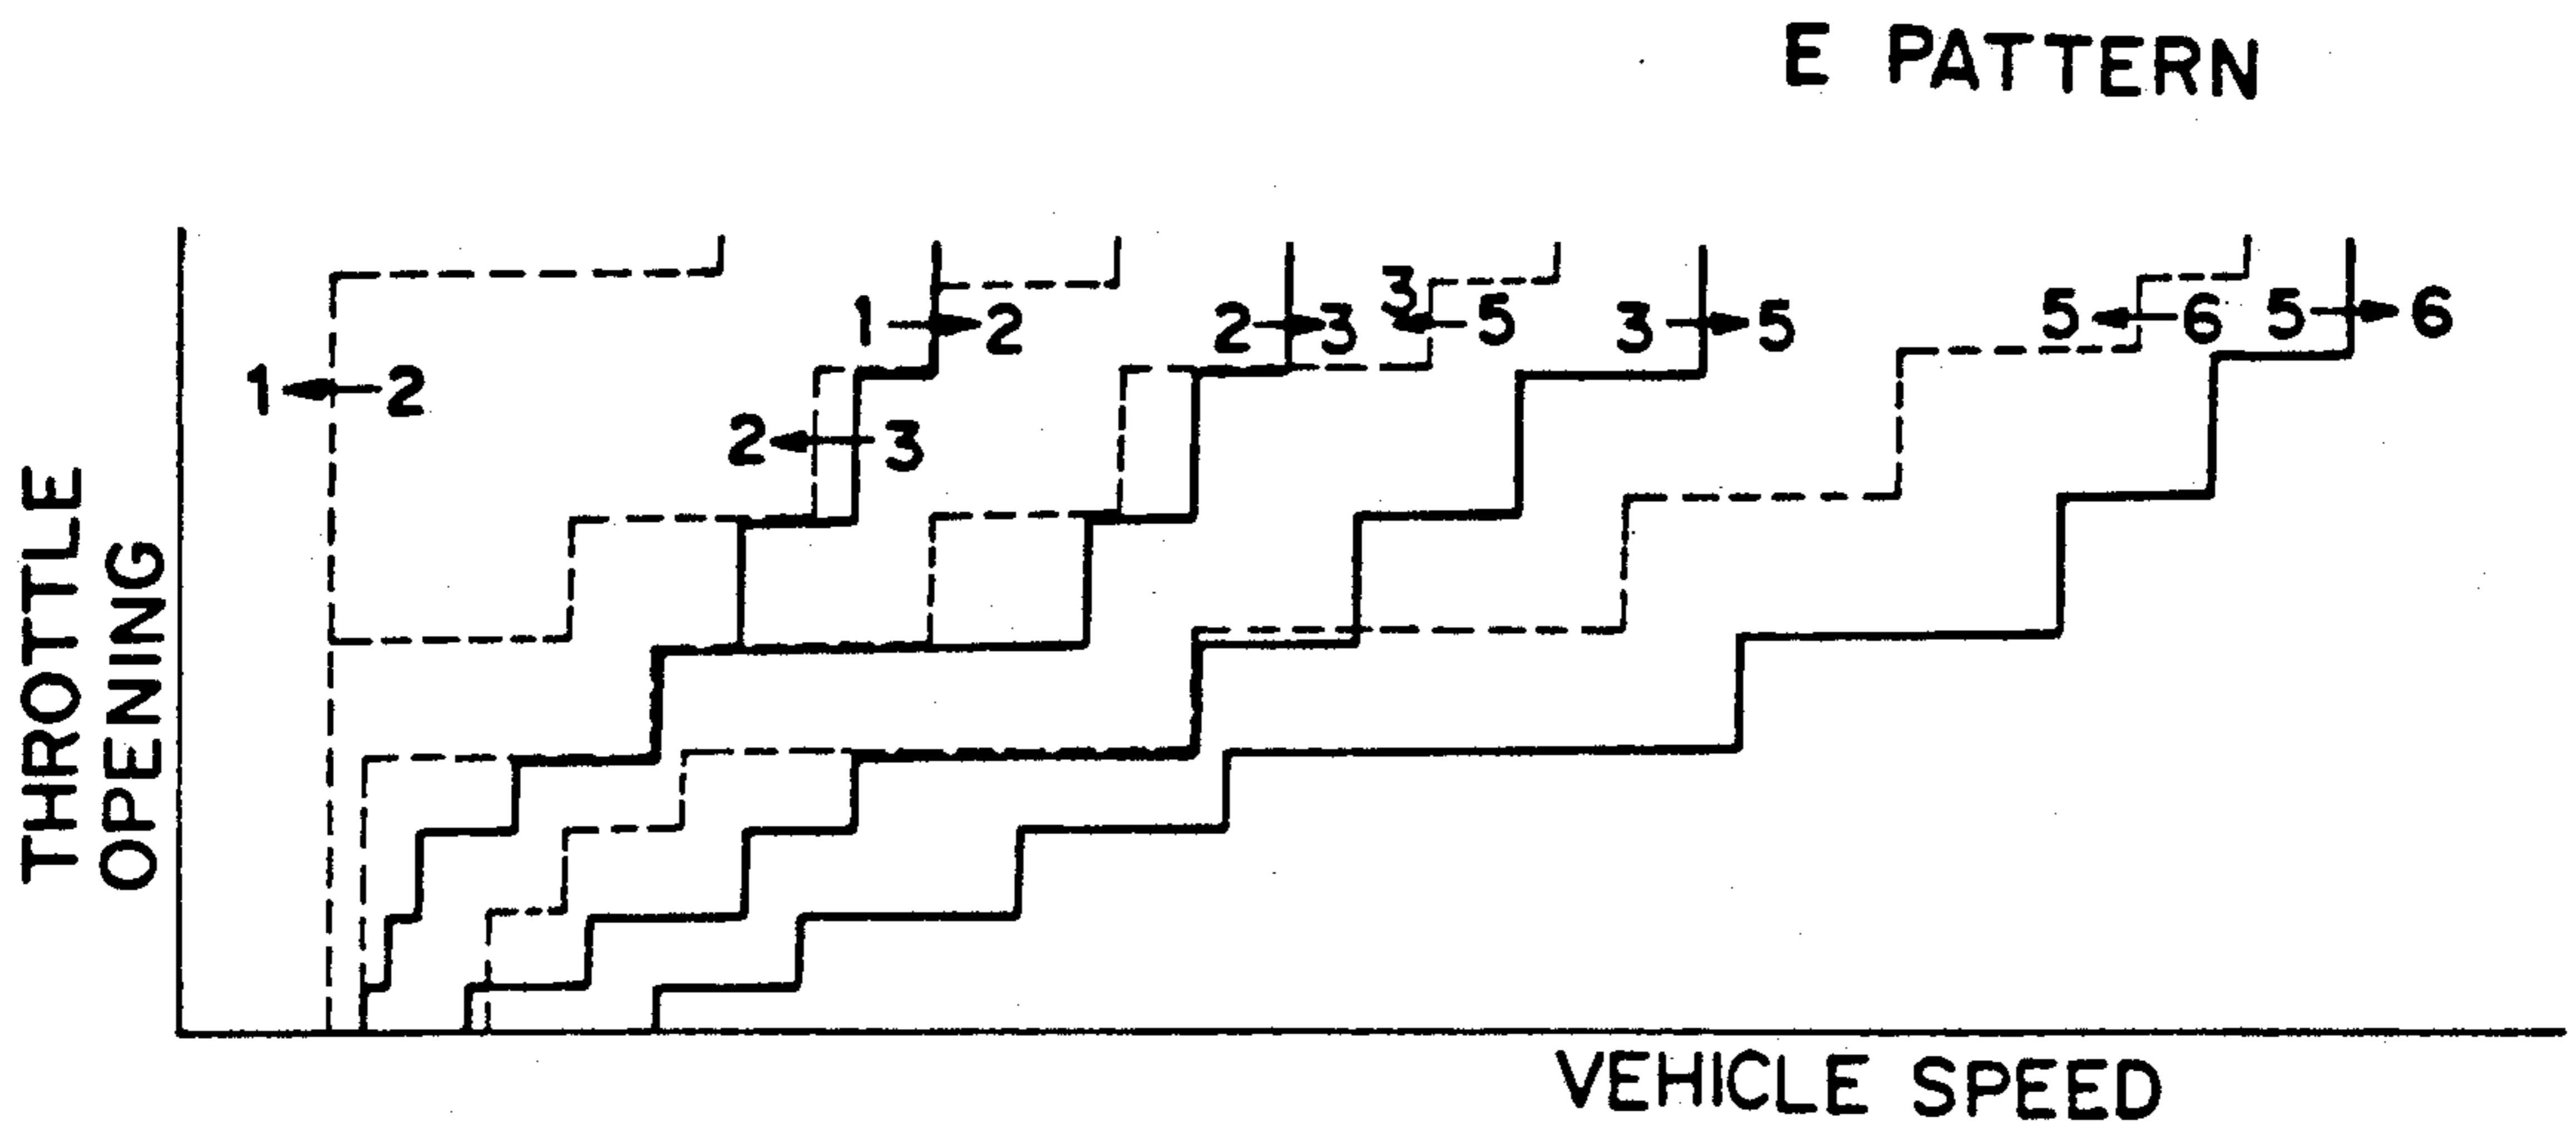 E PATTERN
THROTTLE
OPENING
1←2
2←3
1→2
2→3
3←5
3→5
5←6
5→6
VEHICLE SPEED